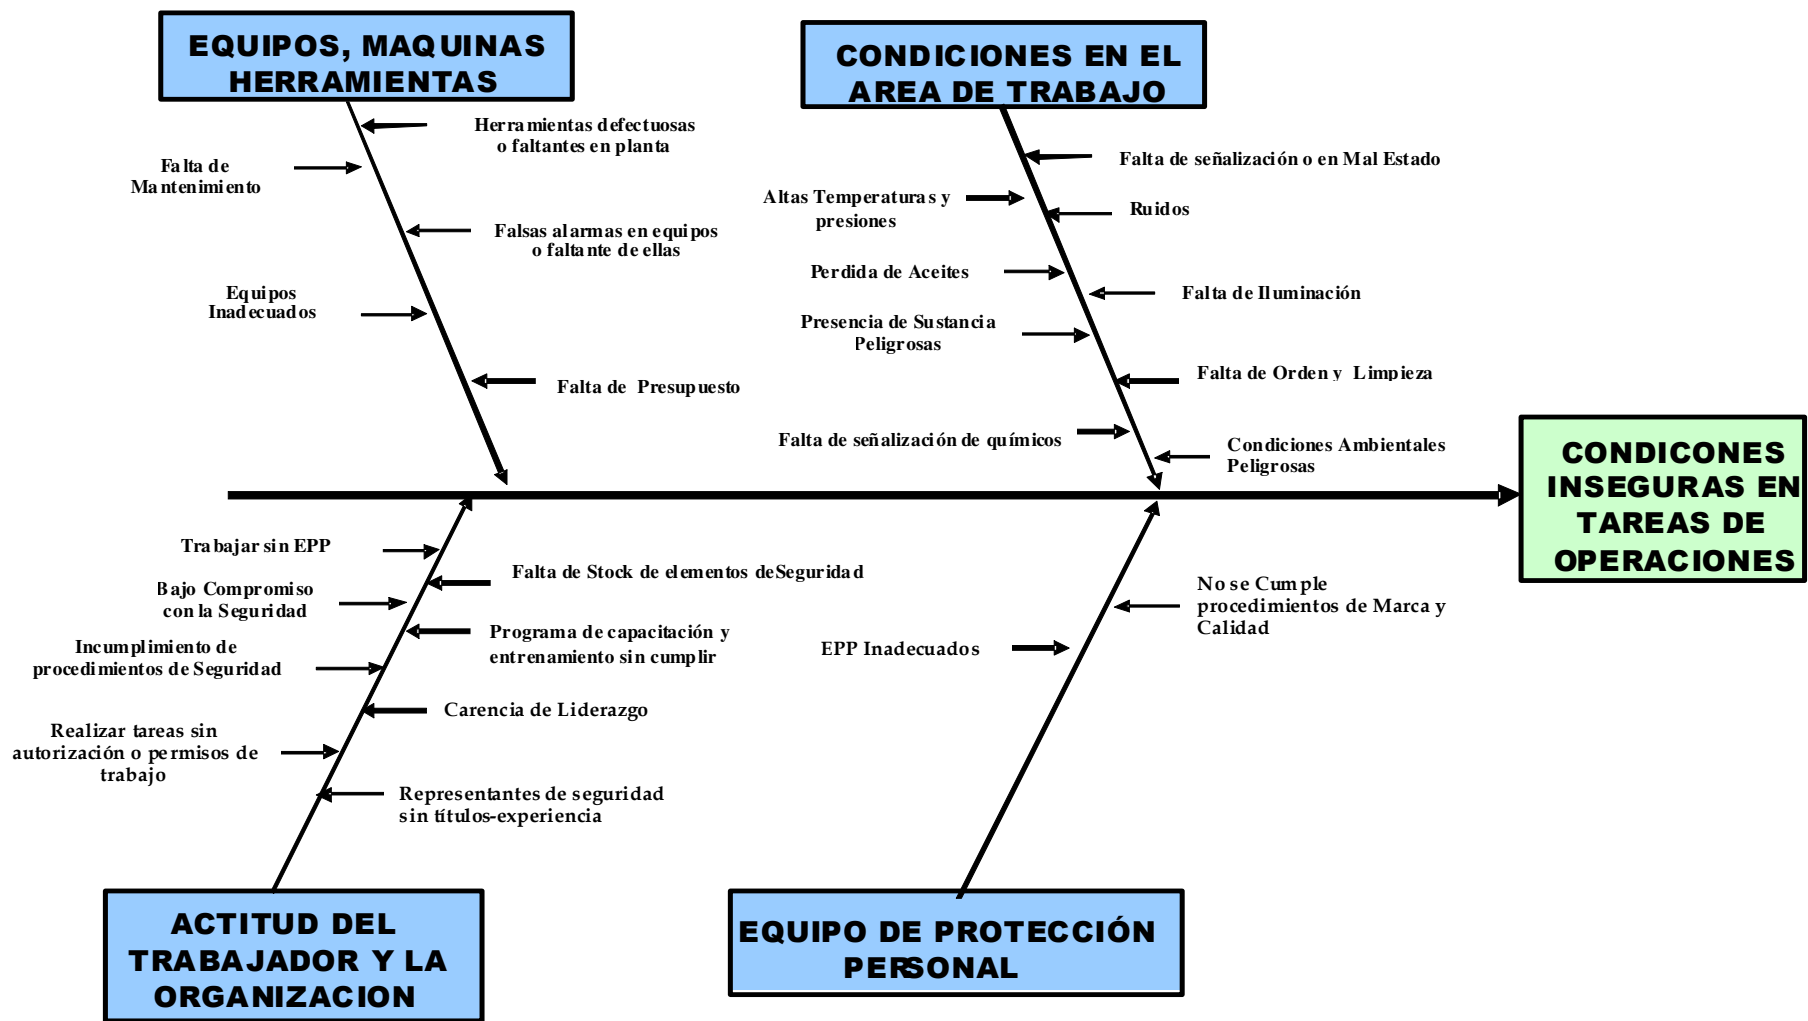 EQUIPOS, MAQUINAS
HERRAMIENTAS
Herramientas defectuosas
o faltantes en planta
Falta de
Mantenimiento
Falsas alarmas en equipos
o faltante de ellas
Equipos
Inadecuados
Falta de Presupuesto
CONDICIONES EN EL
AREA DE TRABAJO
Falta de señalización o en Mal Estado
Altas Temperaturas y
presiones
Ruidos
Perdida de Aceites
Falta de Iluminación
Presencia de Sustancia
Peligrosas
Falta de Orden y Limpieza
Falta de señalización de químicos
Condiciones Ambientales
Peligrosas
CONDICONES
INSEGURAS EN
TAREAS DE
OPERACIONES
Trabajar sin EPP
Falta de Stock de elementos de Seguridad
Bajo Compromiso
con la Seguridad
Programa de capacitación y
entrenamiento sin cumplir
Incumplimiento de
procedimientos de Seguridad
Carencia de Liderazgo
Realizar tareas sin
autorización o permisos de
trabajo
Representantes de seguridad
sin títulos-experiencia
ACTITUD DEL
TRABAJADOR Y LA
ORGANIZACION
No se Cumple
procedimientos de Marca y
Calidad
EPP Inadecuados
EQUIPO DE PROTECCIÓN
PERSONAL